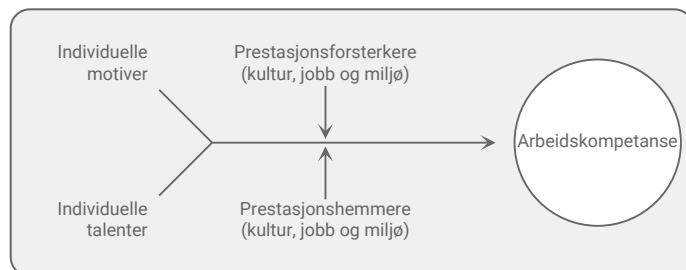 Individuelle
motiver
Prestasjonsforsterkere
(kultur, jobb og miljø)
Arbeidskompetanse
Individuelle
talenter
Prestasjonshemmere
(kultur, jobb og miljø)